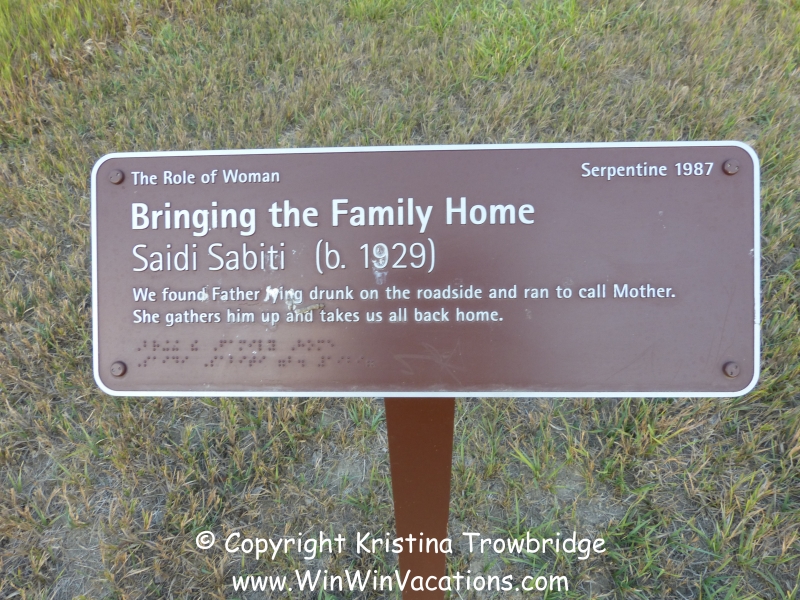 The Role of Woman
Serpentine 1987
Bringing the Family Home
Saidi Sabiti (b. 1929)
We found Father lying drunk on the roadside and ran to call Mother.
She gathers him up and takes us all back home.
© Copyright Kristina Trowbridge
www.WinWinVacations.com